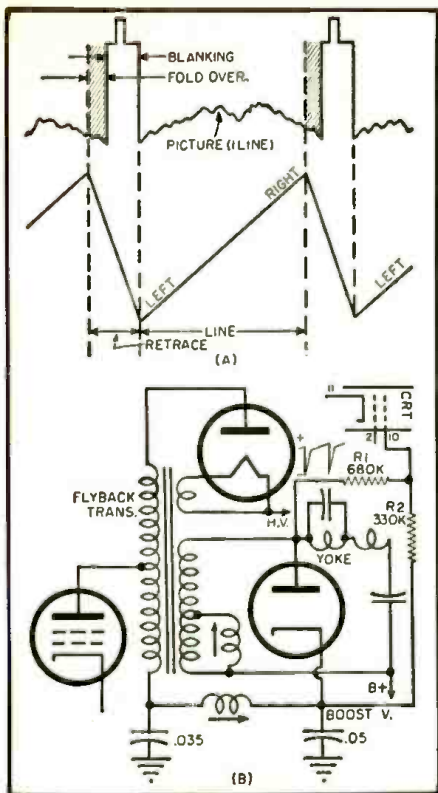 BLANKING
FOLD OVER.
PICTURE (1 LINE)
RIGHT
LEFT
LEFT
LINE
RETRACE
(A)
CRT
11
2
10
+
R1
680K
H.V.
FLYBACK
TRANS.
R2
330K
YOKE
B+
BOOST V.
.035
.05
(B)